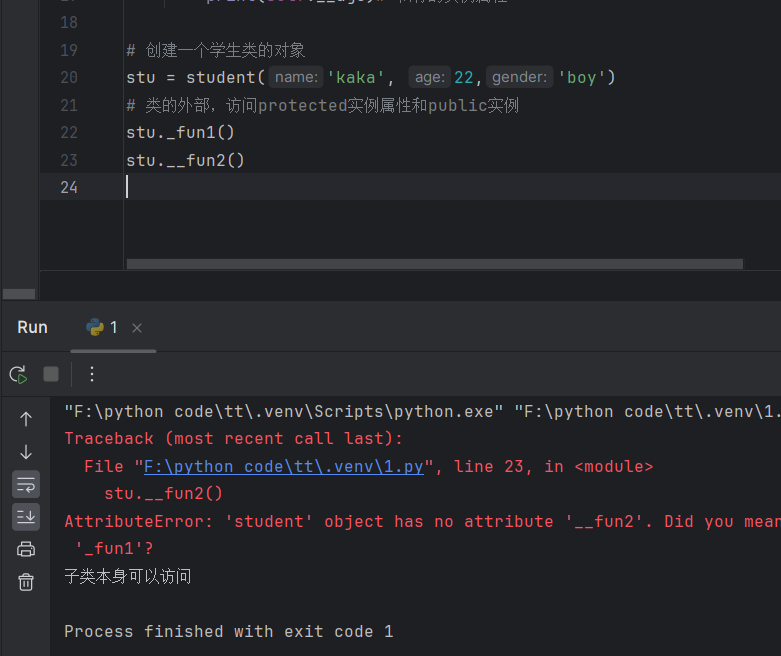 18
19 # 创建一个学生类的对象
20 stu = student( name: 'kaka', age: 22, gender: 'boy')
21 # 类的外部，访问protected实例属性和public实例
22 stu._fun1()
23 stu.__fun2()
24
Run 1
"F:\python code\tt\.venv\Scripts\python.exe" "F:\python code\tt\.venv\1.
Traceback (most recent call last):
File "F:\python code\tt\.venv\1.py", line 23, in <module>
stu.__fun2()
AttributeError: 'student' object has no attribute '__fun2'. Did you mean
'_fun1'?
子类本身可以访问
Process finished with exit code 1